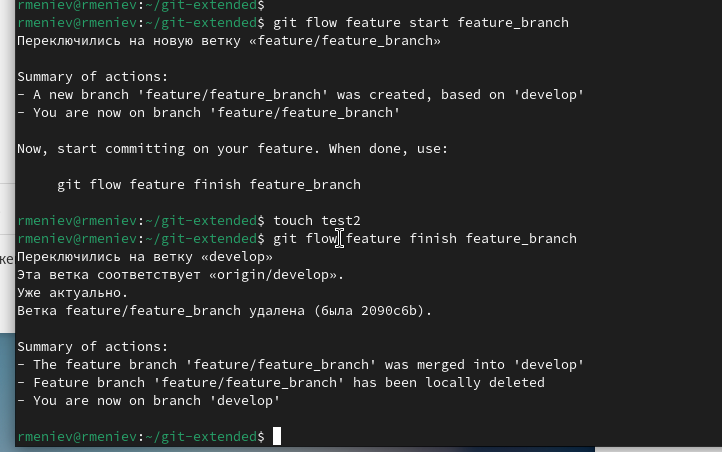 rmeniev@rmeniev:~/git-extended$
rmeniev@rmeniev:~/git-extended$ git flow feature start feature_branch
Переключились на новую ветку «feature/feature_branch»
Summary of actions:
- A new branch 'feature/feature_branch' was created, based on 'develop'
- You are now on branch 'feature/feature_branch'
Now, start committing on your feature. When done, use:
git flow feature finish feature_branch
rmeniev@rmeniev:~/git-extended$ touch test2
rmeniev@rmeniev:~/git-extended$ git flow feature finish feature_branch
Переключились на ветку «develop»
Эта ветка соответствует «origin/develop».
Уже актуально.
Ветка feature/feature_branch удалена (была 2090c6b).
Summary of actions:
- The feature branch 'feature/feature_branch' was merged into 'develop'
- Feature branch 'feature/feature_branch' has been locally deleted
- You are now on branch 'develop'
rmeniev@rmeniev:~/git-extended$